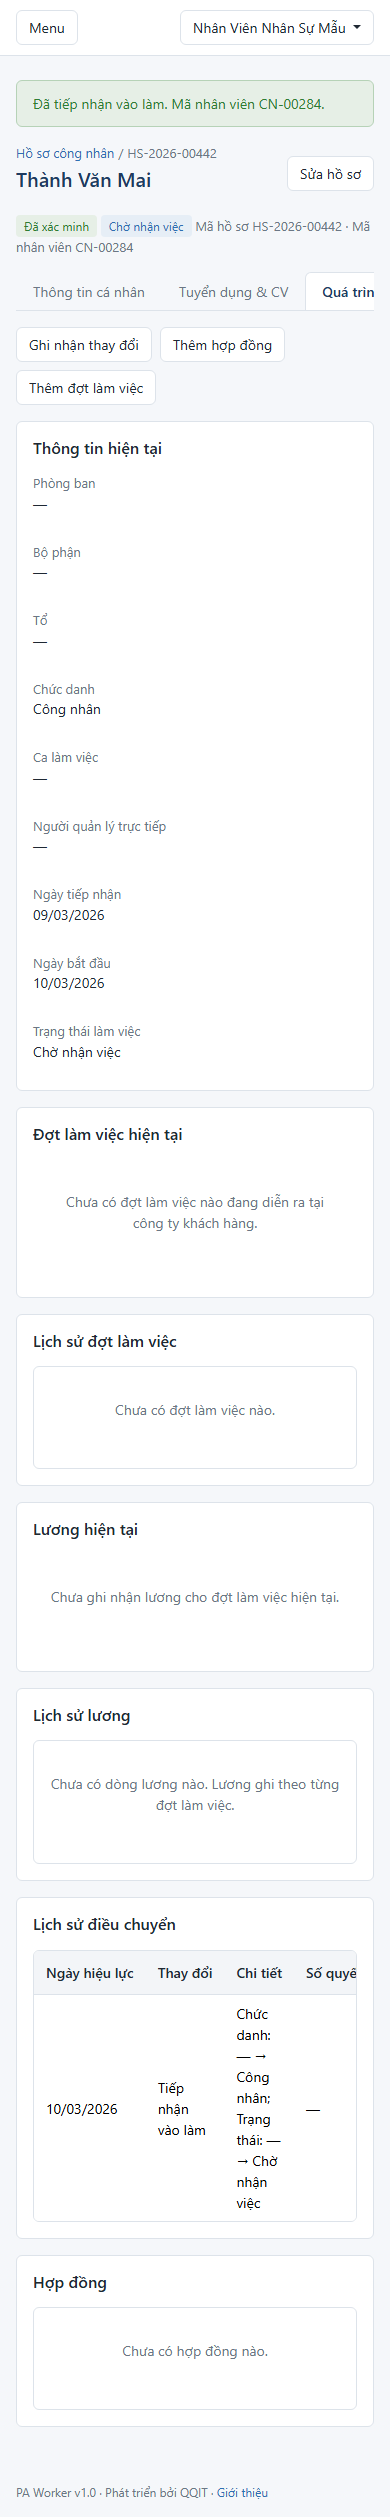 Menu
Nhân Viên Nhân Sự Mẫu
Đã tiếp nhận vào làm. Mã nhân viên CN-00284.
Hồ sơ công nhân / HS-2026-00442
Thành Văn Mai
Sửa hồ sơ
Đã xác minh Chờ nhận việc Mã hồ sơ HS-2026-00442 · Mã
nhân viên CN-00284
Thông tin cá nhân Tuyển dụng & CV Quá trìn
Ghi nhận thay đổi Thêm hợp đồng
Thêm đợt làm việc
Thông tin hiện tại
Phòng ban
—
Bộ phận
—
Tổ
—
Chức danh
Công nhân
Ca làm việc
—
Người quản lý trực tiếp
—
Ngày tiếp nhận
09/03/2026
Ngày bắt đầu
10/03/2026
Trạng thái làm việc
Chờ nhận việc
Đợt làm việc hiện tại
Chưa có đợt làm việc nào đang diễn ra tại
công ty khách hàng.
Lịch sử đợt làm việc
Chưa có đợt làm việc nào.
Lương hiện tại
Chưa ghi nhận lương cho đợt làm việc hiện tại.
Lịch sử lương
Chưa có dòng lương nào. Lương ghi theo từng
đợt làm việc.
Lịch sử điều chuyển
Ngày hiệu lực Thay đổi Chi tiết Số quyế
10/03/2026
Tiếp
nhận
vào làm
Chức
danh:
— →
Công
nhân;
Trạng
thái: —
→ Chờ
nhận
việc
—
Hợp đồng
Chưa có hợp đồng nào.
PA Worker v1.0 · Phát triển bởi QQIT · Giới thiệu